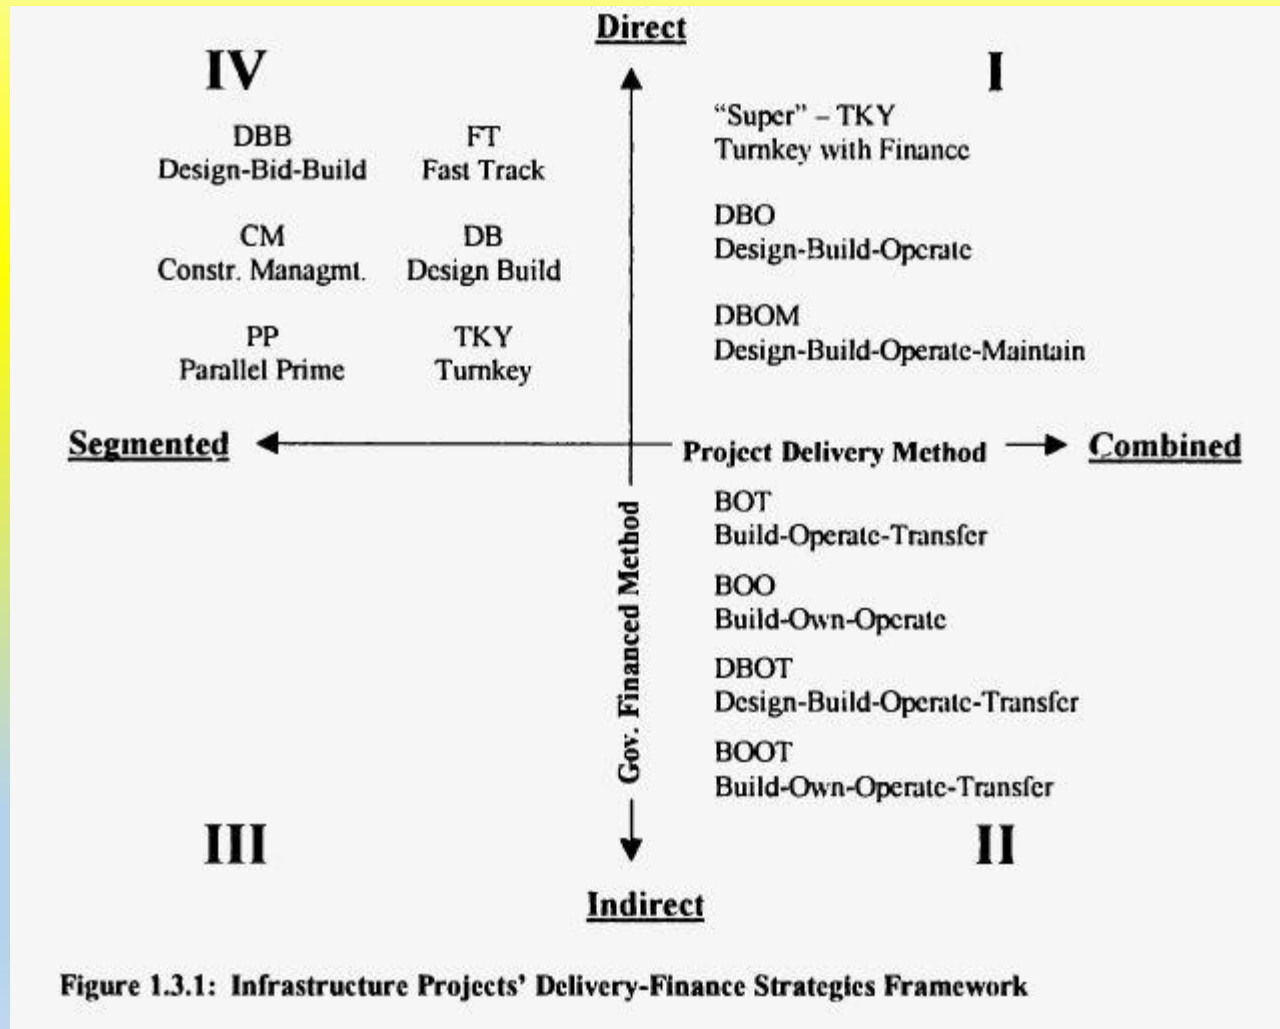 Direct
IV
I
DBB
Design-Bid-Build
FT
Fast Track
CM
Constr. Managmt.
DB
Design Build
PP
Parallel Prime
TKY
Turnkey
“Super” – TKY
Turnkey with Finance
DBO
Design-Build-Operate
DBOM
Design-Build-Operate-Maintain
Segmented
Project Delivery Method
Combined
Gov. Financed Method
BOT
Build-Operate-Transfer
BOO
Build-Own-Operate
DBOT
Design-Build-Operate-Transfer
BOOT
Build-Own-Operate-Transfer
III
II
Indirect
Figure 1.3.1: Infrastructure Projects’ Delivery-Finance Strategies Framework